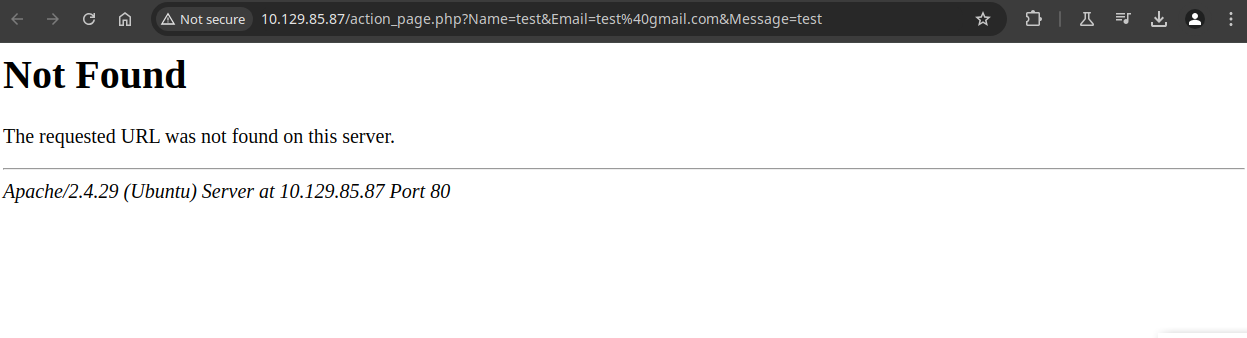 Not secure 10.129.85.87/action_page.php?Name=test&Email=test%40gmail.com&Message=test
Not Found
The requested URL was not found on this server.
Apache/2.4.29 (Ubuntu) Server at 10.129.85.87 Port 80